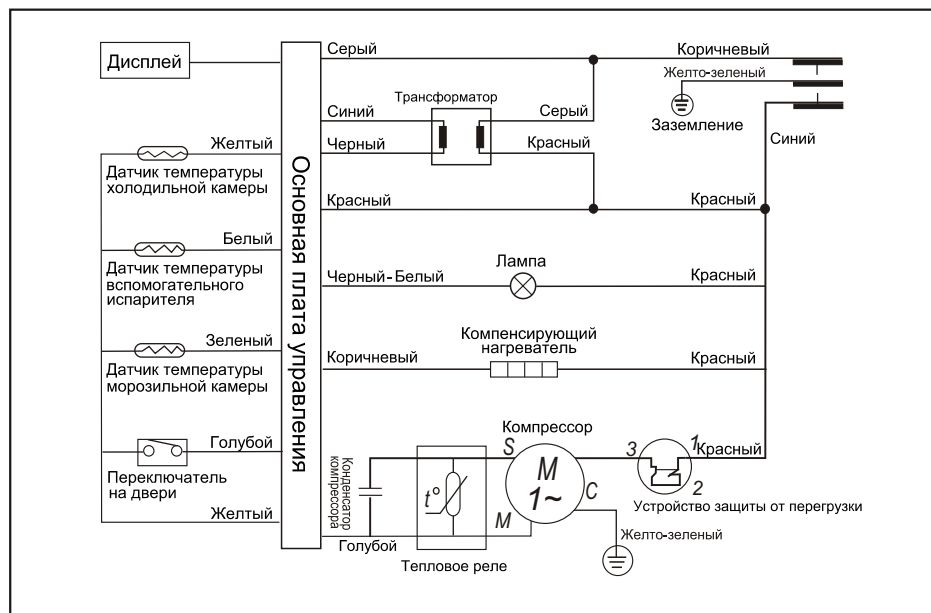 Серый
Коричневый
Дисплей
Желто-зеленый
Трансформатор
Синий
Серый
Заземление
Синий
Желтый
Черный
Красный
Датчик температуры
холодильной камеры
Основная плата управления
Красный
Красный
Белый
Лампа
Датчик температуры
вспомогательного
испарителя
Черный-Белый
Красный
Зеленый
Компенсирующий
нагреватель
Коричневый
Красный
Датчик температуры
морозильной камеры
Компрессор
Голубой
S
3
1
Красный
Переключатель
на двери
Конденсатор
компрессора
t°
M
1~
C
2
Желтый
M
Устройство защиты от перегрузки
Голубой
Желто-зеленый
Тепловое реле